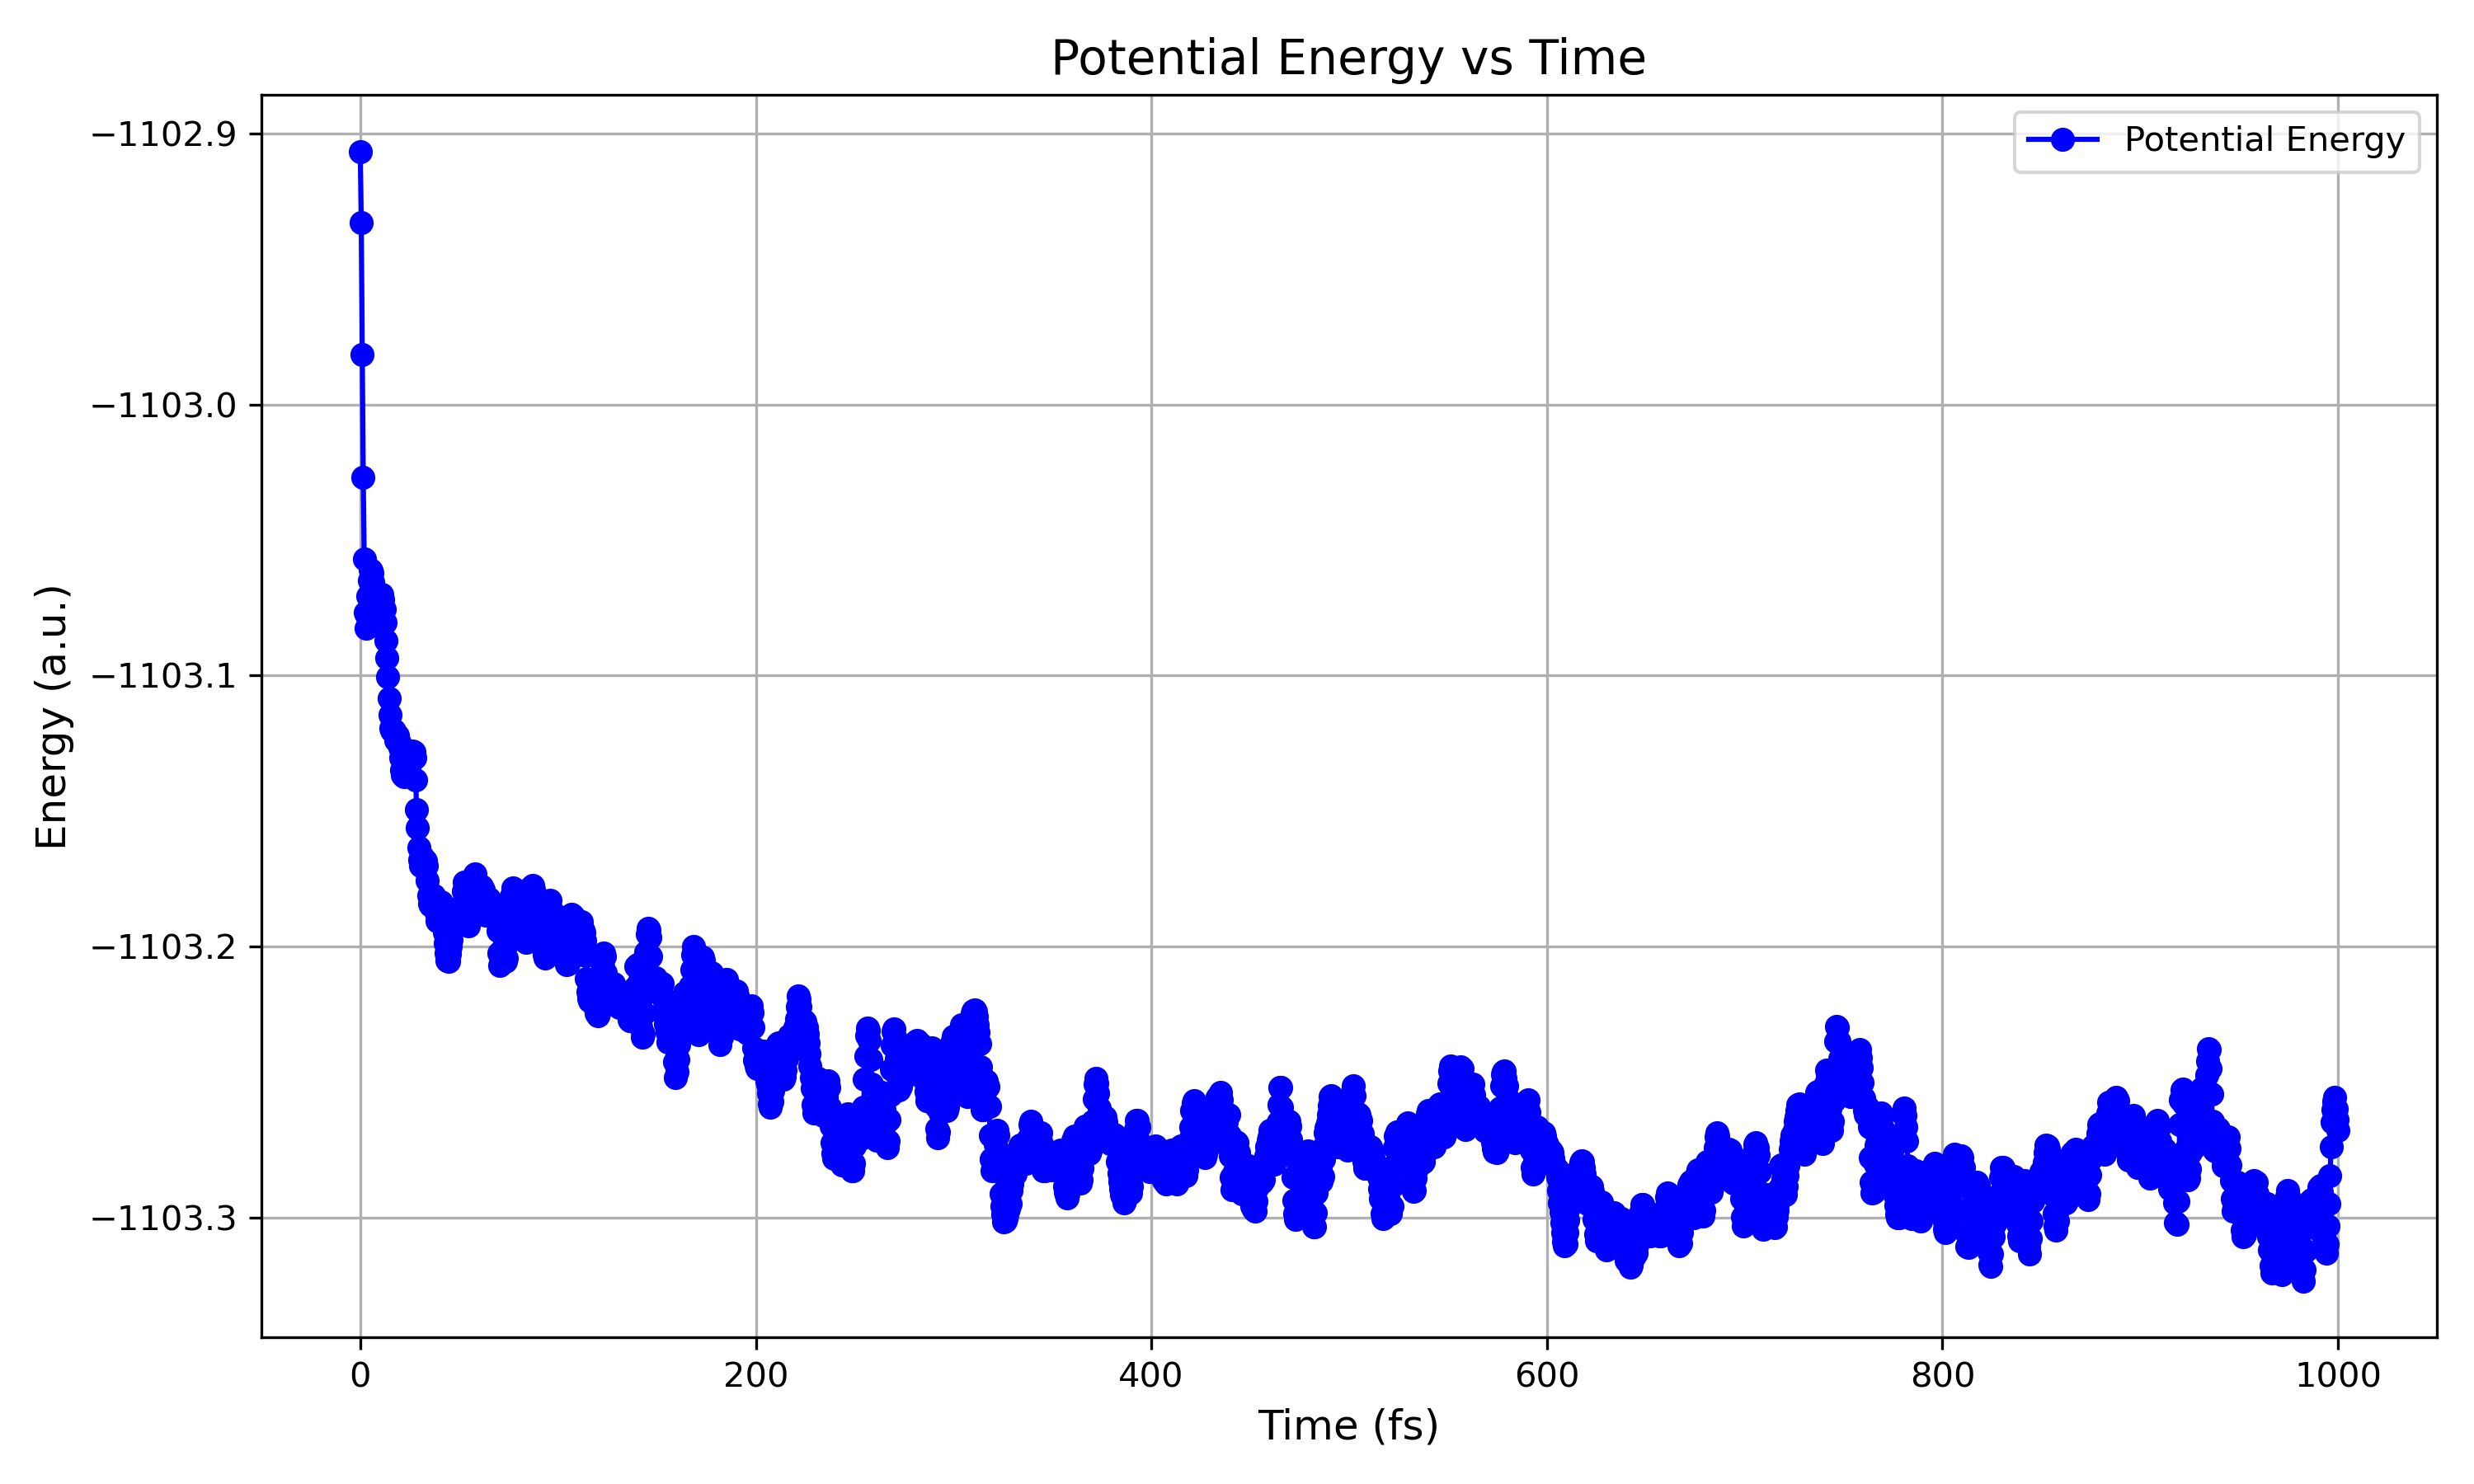 Potential Energy vs Time
Potential Energy
Energy (a.u.)
−1102.9
−1103.0
−1103.1
−1103.2
−1103.3
0 200 400 600 800 1000
Time (fs)